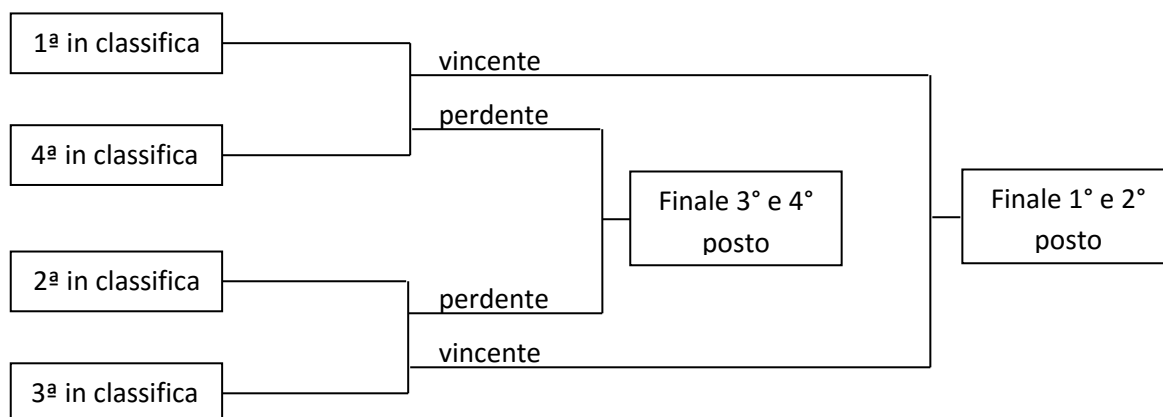 1ª in classifica
vincente
perdente
4ª in classifica
Finale 3° e 4°
posto
Finale 1° e 2°
posto
2ª in classifica
perdente
vincente
3ª in classifica